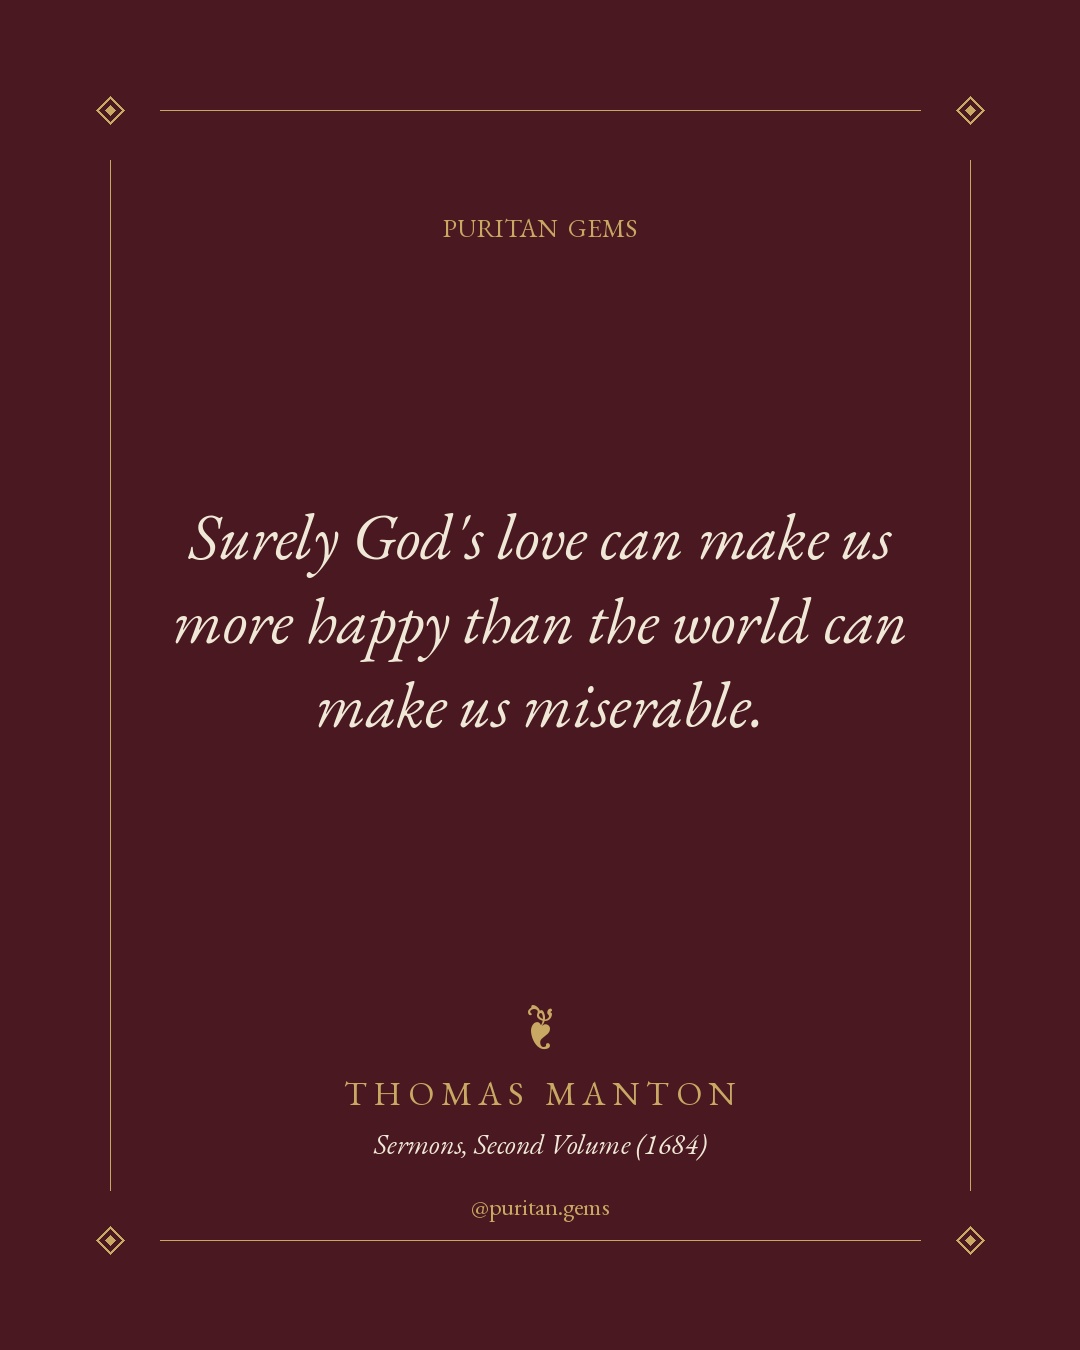 PURITAN GEMS
Surely God's love can make us
more happy than the world can
make us miserable.
THOMAS MANTON
Sermons, Second Volume (1684)
@puritan.gems